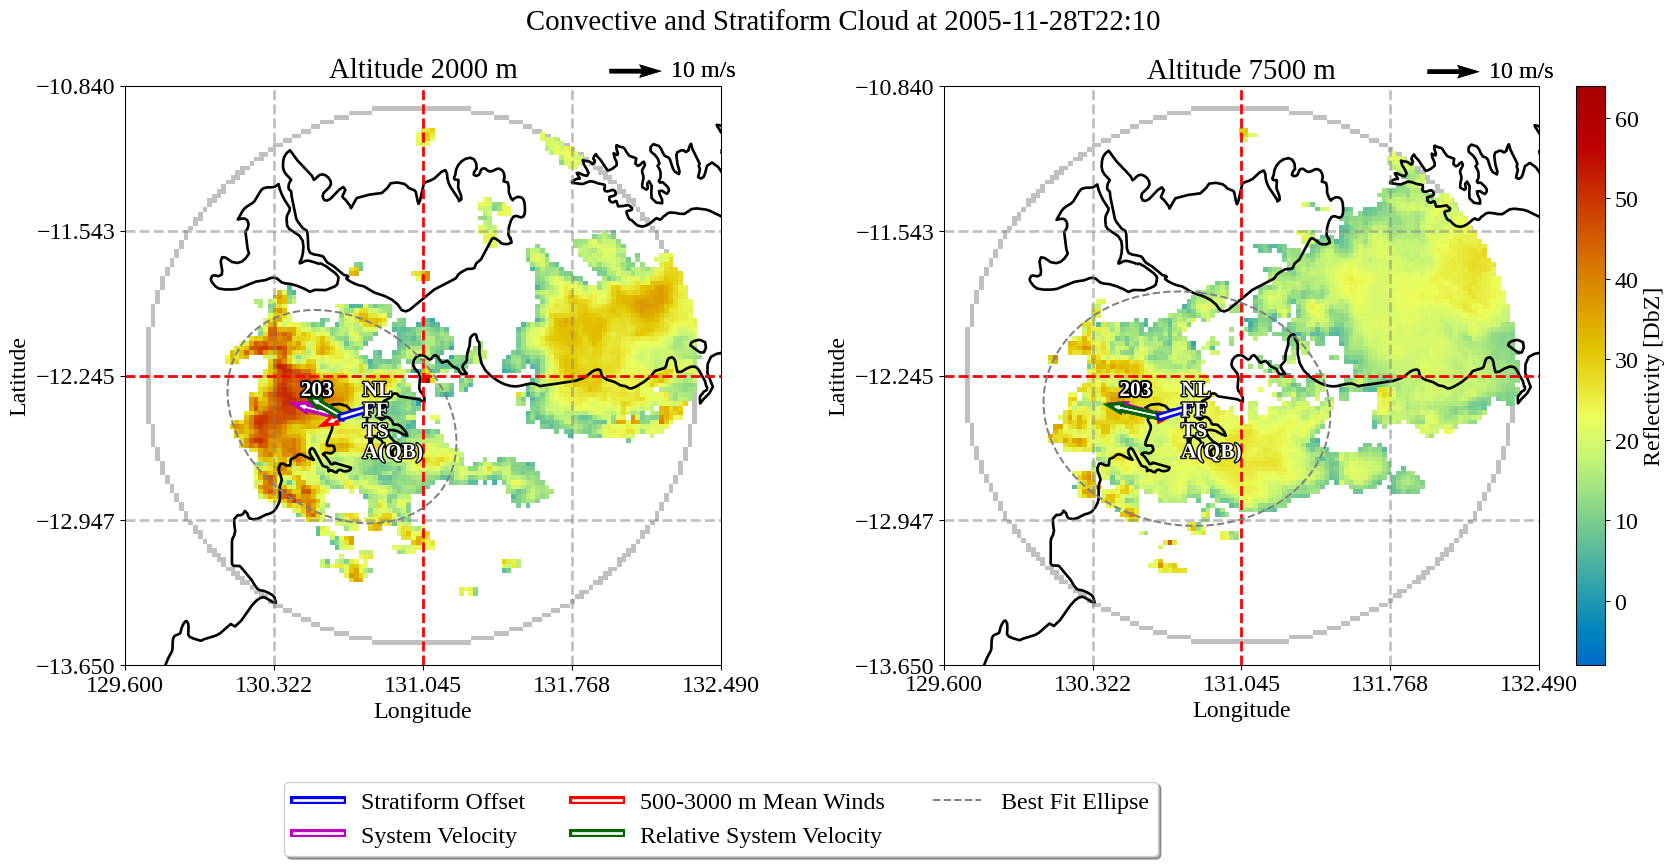 Convective and Stratiform Cloud at 2005-11-28T22:10
Altitude 2000 m
10 m/s
−10.840
−11.543
−12.245
−12.947
−13.650
Latitude
129.600
130.322
131.045
131.768
132.490
Longitude
203
NL
FF
TS
A(QB)
Altitude 7500 m
10 m/s
−10.840
−11.543
−12.245
−12.947
−13.650
Latitude
129.600
130.322
131.045
131.768
132.490
Longitude
203
NL
FF
TS
A(QB)
60
50
40
30
20
10
0
Reflectivity [DbZ]
Stratiform Offset
System Velocity
500-3000 m Mean Winds
Relative System Velocity
Best Fit Ellipse